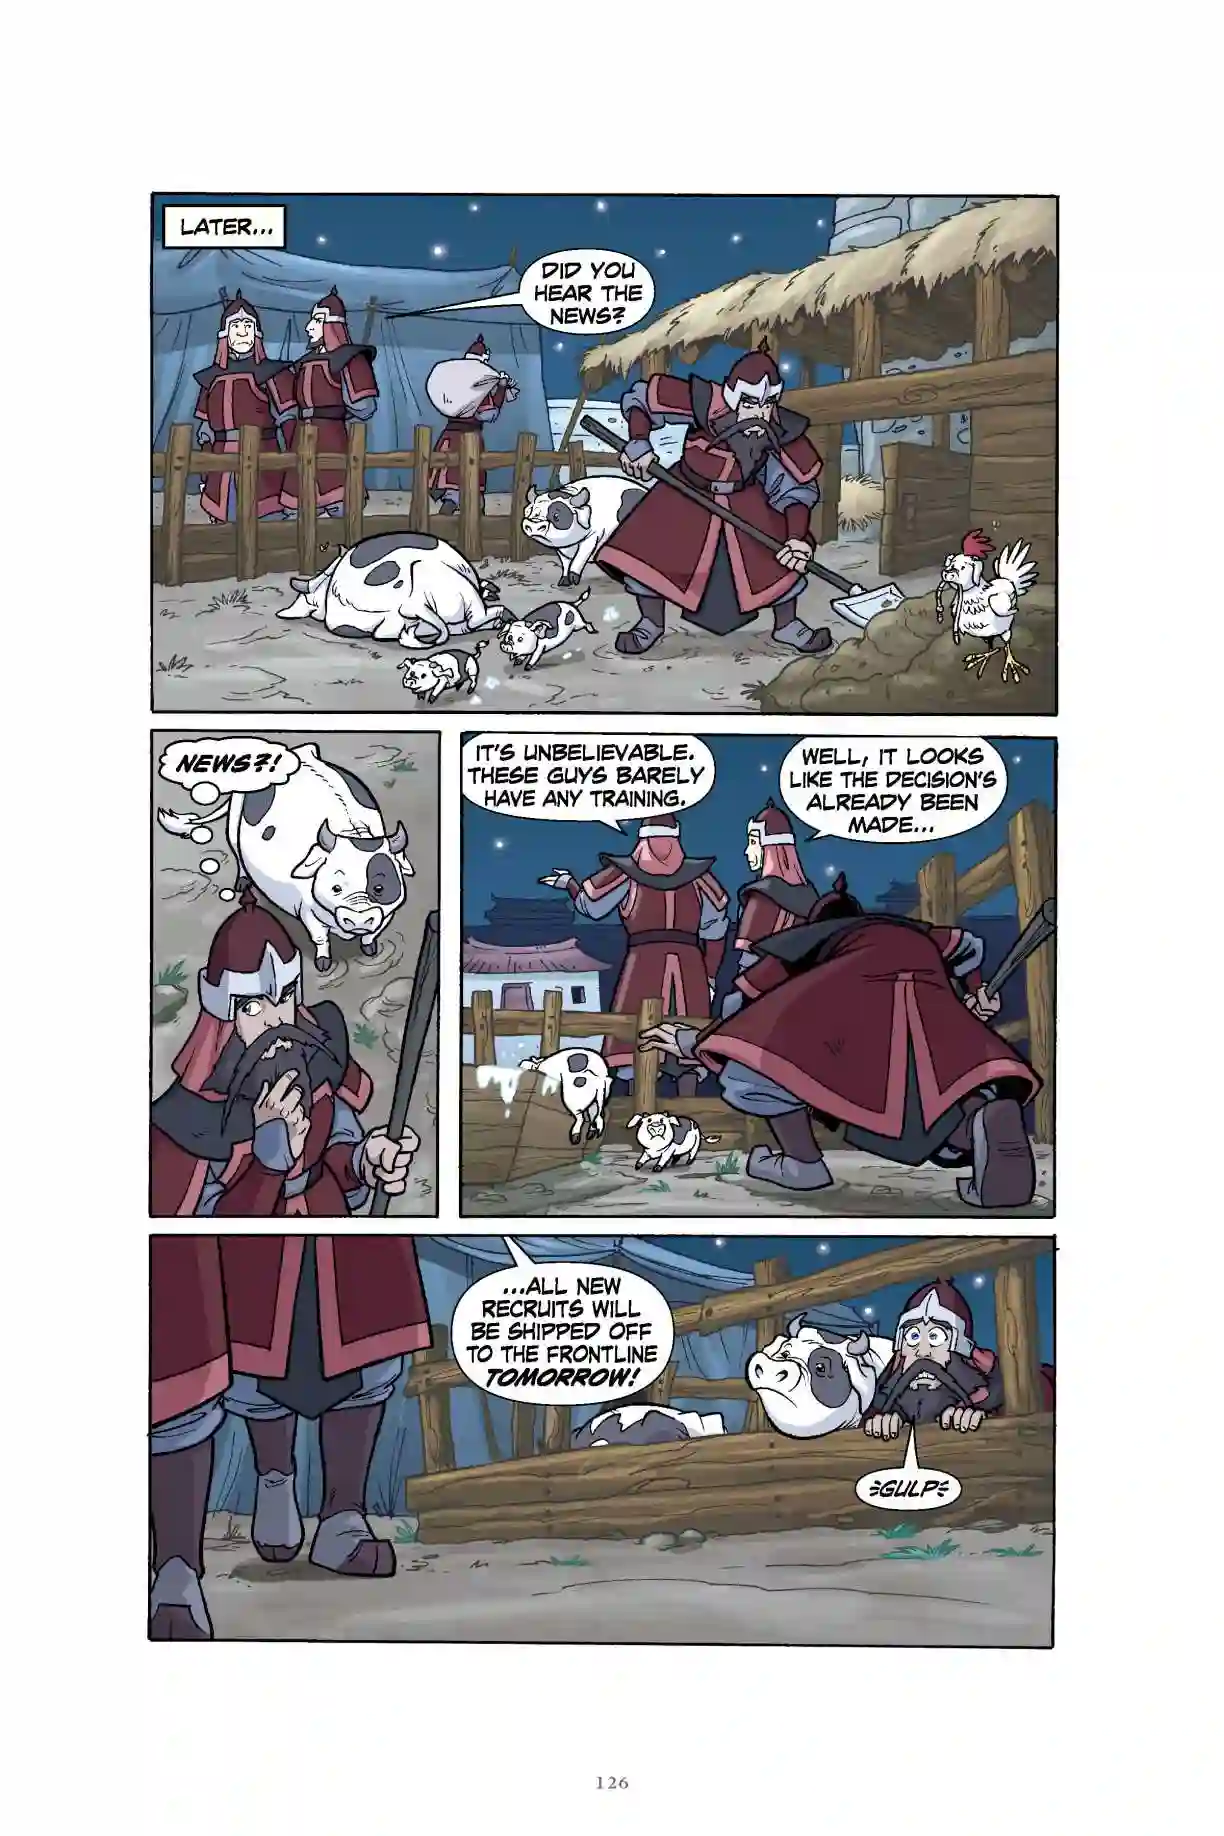 LATER...
DID YOU
HEAR THE
NEWS?
NEWS?!
IT'S UNBELIEVABLE.
THESE GUYS BARELY
HAVE ANY TRAINING.
WELL, IT LOOKS
LIKE THE DECISION'S
ALREADY BEEN
MADE...
...ALL NEW
RECRUITS WILL
BE SHIPPED OFF
TO THE FRONTLINE
TOMORROW!
GULP
126